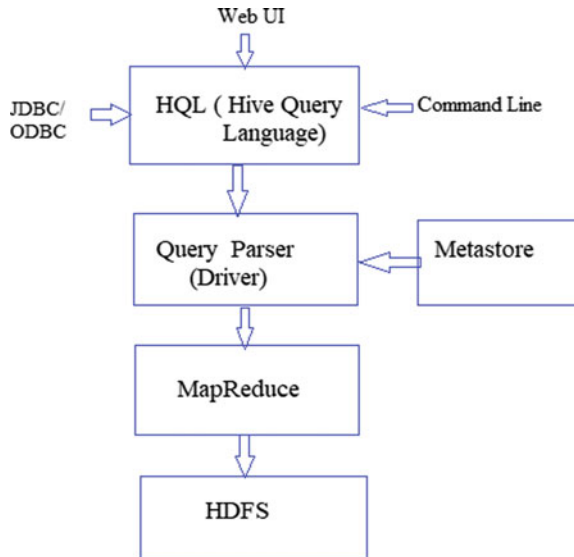 Web UI
HQL ( Hive Query
Language)
JDBC/
ODBC
Command Line
Query Parser
(Driver)
Metastore
MapReduce
HDFS